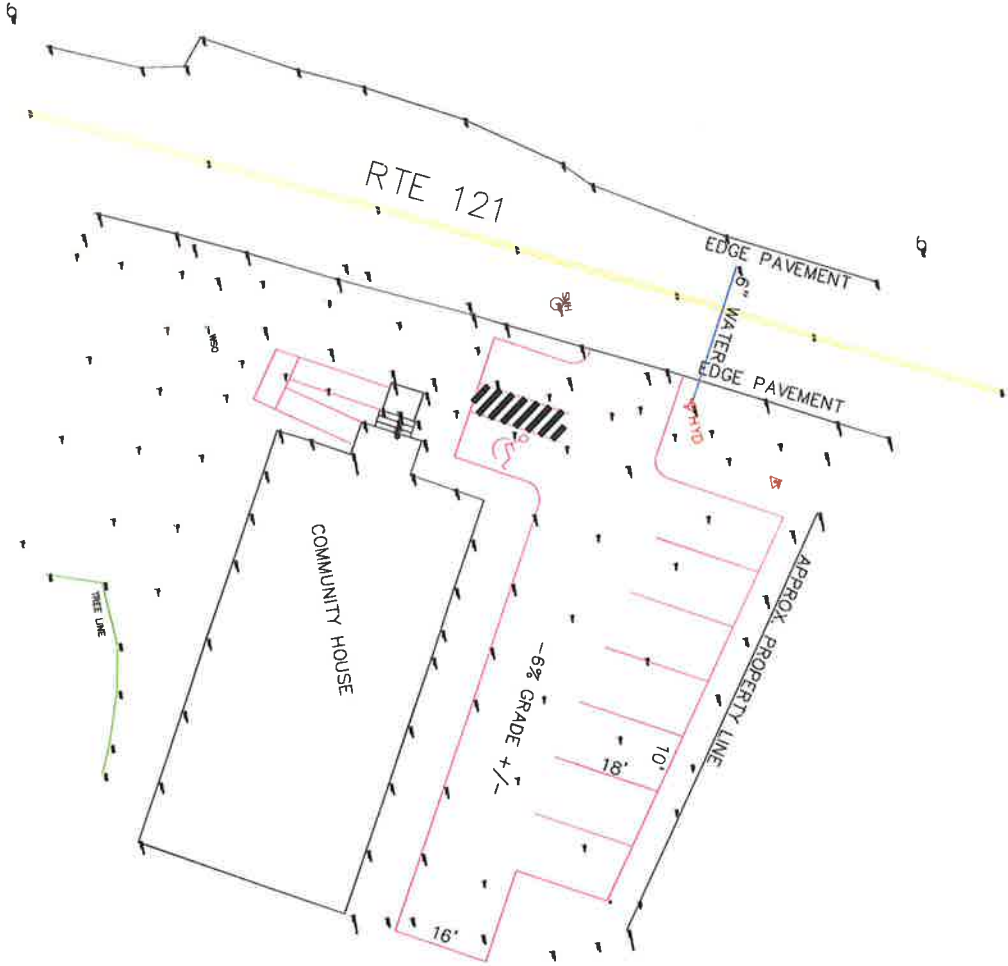 RTE 121
EDGE PAVEMENT
6" WATER
EDGE PAVEMENT
HYD
SMH
COMMUNITY HOUSE
TREE LINE
APPROX. PROPERTY LINE
-6% GRADE +/-
18'
10'
16'